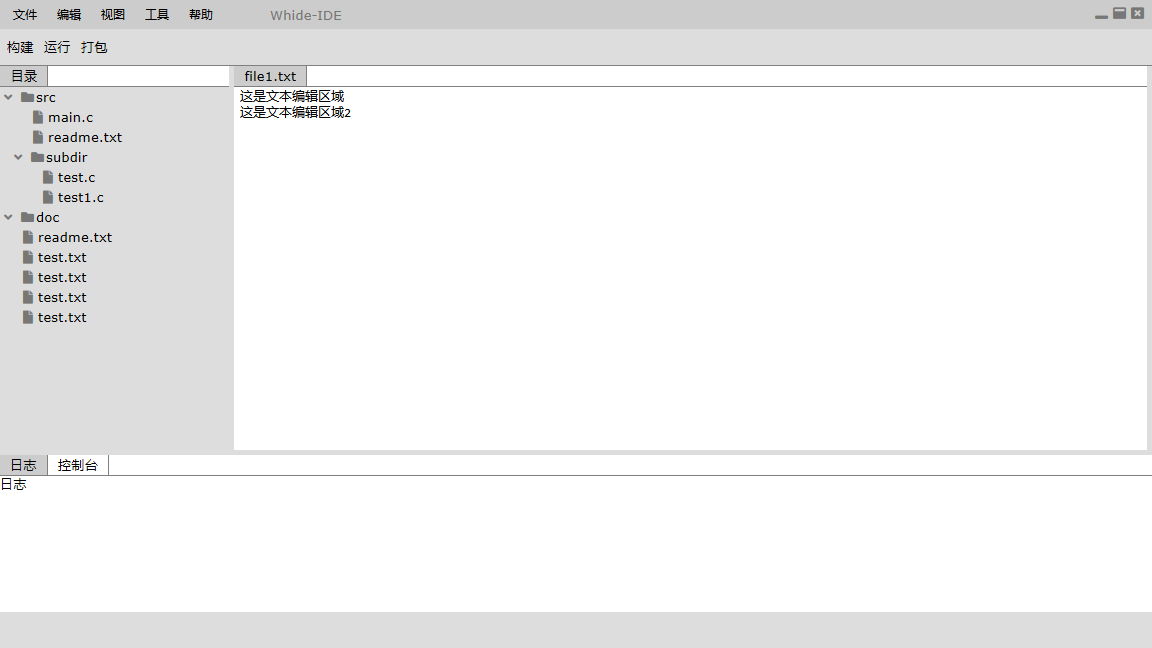 文件 编辑 视图 工具 帮助 Whide-IDE
构建 运行 打包
目录
src
main.c
readme.txt
subdir
test.c
test1.c
doc
readme.txt
test.txt
test.txt
test.txt
test.txt
file1.txt
这是文本编辑区域
这是文本编辑区域2
日志 控制台
日志